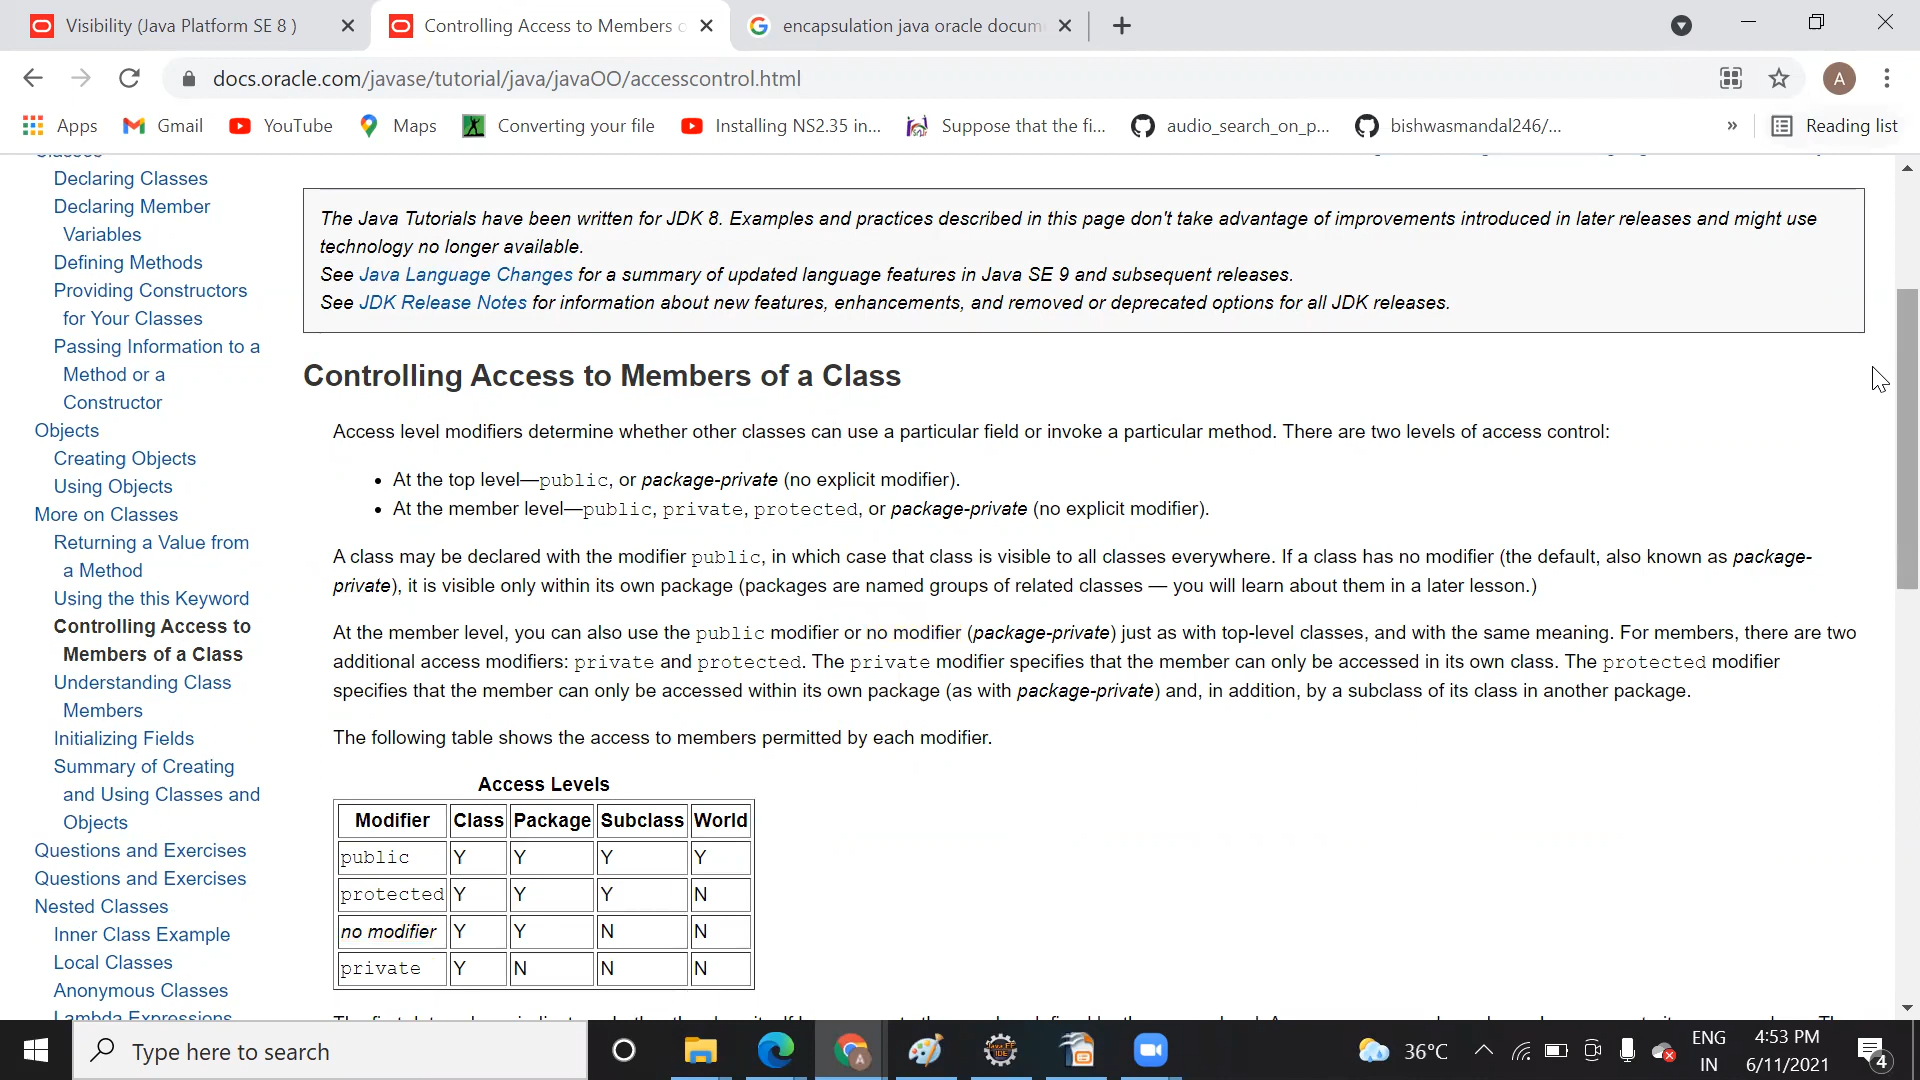 Visibility (Java Platform SE 8 )
Controlling Access to Members o
encapsulation java oracle docum
docs.oracle.com/javase/tutorial/java/javaOO/accesscontrol.html
A
Apps
Gmail
YouTube
Maps
Converting your file
Installing NS2.35 in...
Suppose that the fi...
audio_search_on_p...
bishwasmandal246/...
»
Reading list
Classes
Declaring Classes
Declaring Member
Variables
Defining Methods
Providing Constructors
for Your Classes
Passing Information to a
Method or a
Constructor
Objects
Creating Objects
Using Objects
More on Classes
Returning a Value from
a Method
Using the this Keyword
Controlling Access to
Members of a Class
Understanding Class
Members
Initializing Fields
Summary of Creating
and Using Classes and
Objects
Questions and Exercises
Questions and Exercises
Nested Classes
Inner Class Example
Local Classes
Anonymous Classes
Lambda Expressions
The Java Tutorials have been written for JDK 8. Examples and practices described in this page don't take advantage of improvements introduced in later releases and might use
technology no longer available.
See Java Language Changes for a summary of updated language features in Java SE 9 and subsequent releases.
See JDK Release Notes for information about new features, enhancements, and removed or deprecated options for all JDK releases.
Controlling Access to Members of a Class
Access level modifiers determine whether other classes can use a particular field or invoke a particular method. There are two levels of access control:
• At the top level—public, or package-private (no explicit modifier).
• At the member level—public, private, protected, or package-private (no explicit modifier).
A class may be declared with the modifier public, in which case that class is visible to all classes everywhere. If a class has no modifier (the default, also known as package-
private), it is visible only within its own package (packages are named groups of related classes — you will learn about them in a later lesson.)
At the member level, you can also use the public modifier or no modifier (package-private) just as with top-level classes, and with the same meaning. For members, there are two
additional access modifiers: private and protected. The private modifier specifies that the member can only be accessed in its own class. The protected modifier
specifies that the member can only be accessed within its own package (as with package-private) and, in addition, by a subclass of its class in another package.
The following table shows the access to members permitted by each modifier.
Access Levels
Modifier Class Package Subclass World
public Y Y Y Y
protected Y Y Y N
no modifier Y Y N N
private Y N N N
Type here to search
A
36°C
ENG
IN
4:53 PM
6/11/2021
4